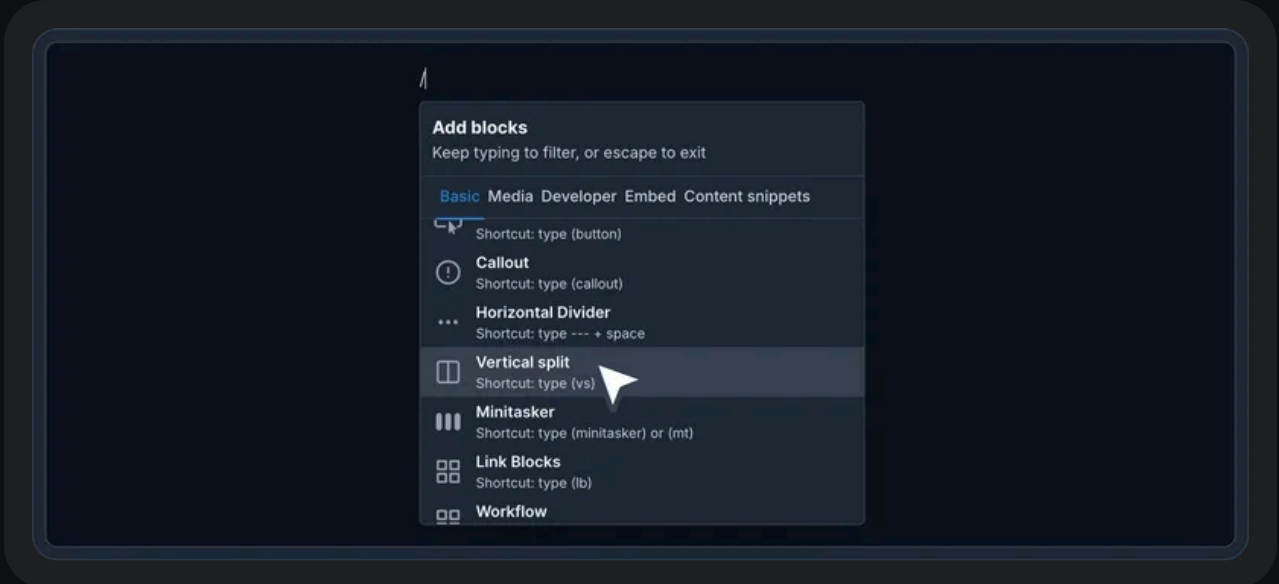 /
Add blocks
Keep typing to filter, or escape to exit
Basic Media Developer Embed Content snippets
Shortcut: type (button)
Callout
Shortcut: type (callout)
Horizontal Divider
Shortcut: type --- + space
Vertical split
Shortcut: type (vs)
Minitasker
Shortcut: type (minitasker) or (mt)
Link Blocks
Shortcut: type (lb)
Workflow